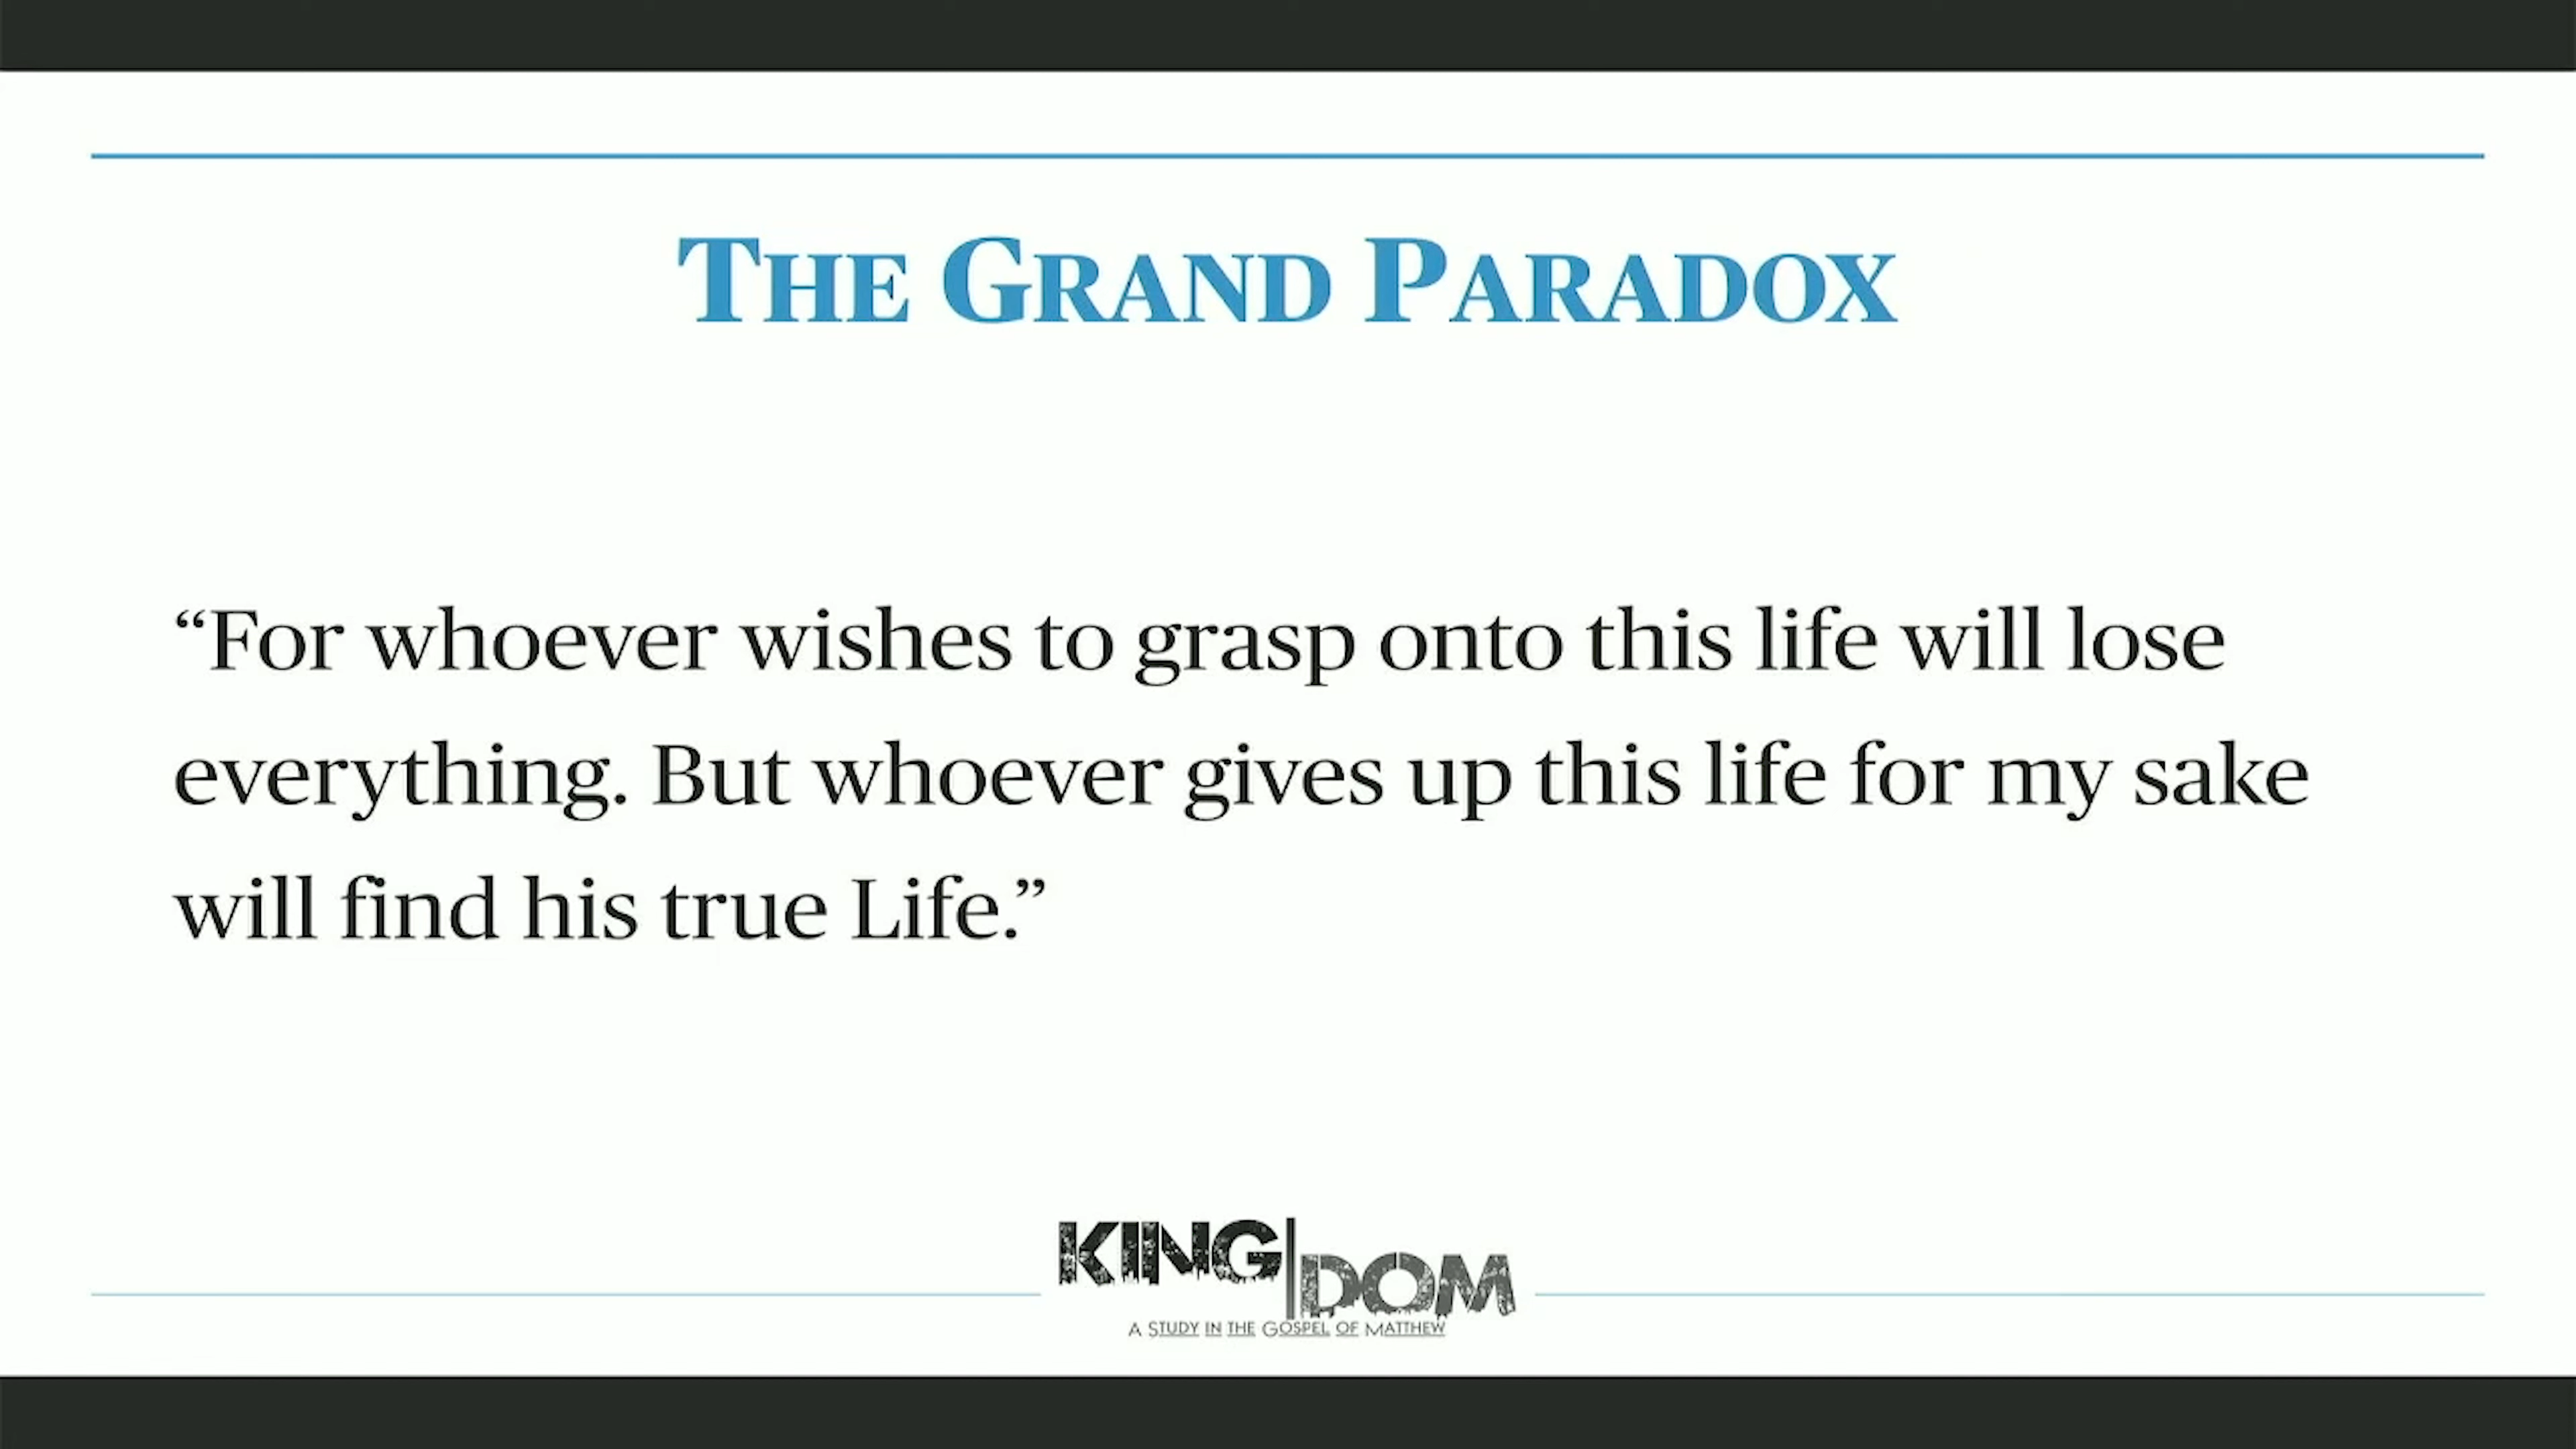 THE GRAND PARADOX
“For whoever wishes to grasp onto this life will lose
everything. But whoever gives up this life for my sake
will find his true Life.”
KING|DOM
A STUDY IN THE GOSPEL OF MATTHEW